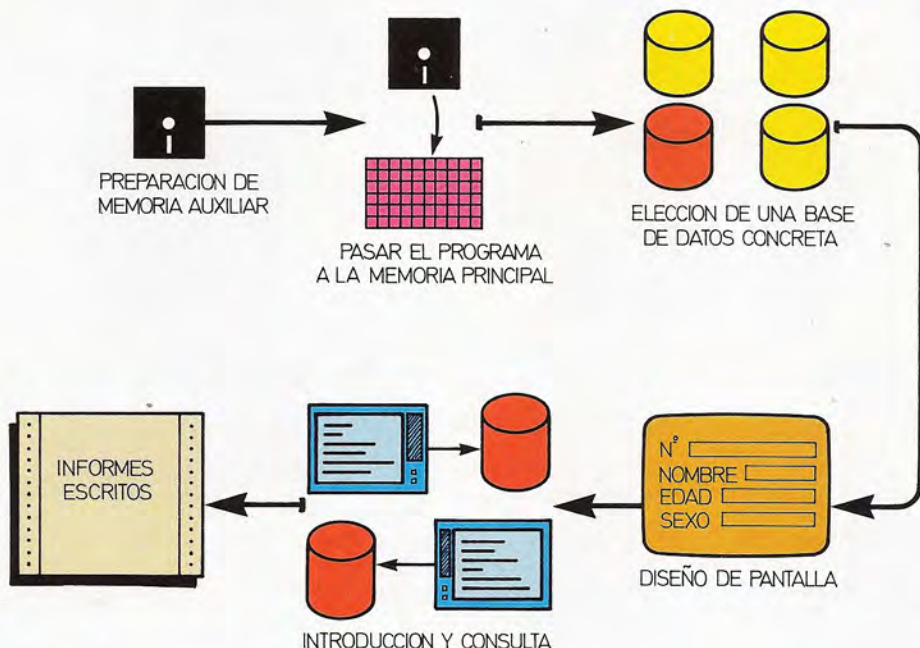 PREPARACION DE
MEMORIA AUXILIAR
PASAR EL PROGRAMA
A LA MEMORIA PRINCIPAL
ELECCION DE UNA BASE
DE DATOS CONCRETA
Nº
NOMBRE
EDAD
SEXO
DISEÑO DE PANTALLA
INTRODUCCION Y CONSULTA
INFORMES
ESCRITOS